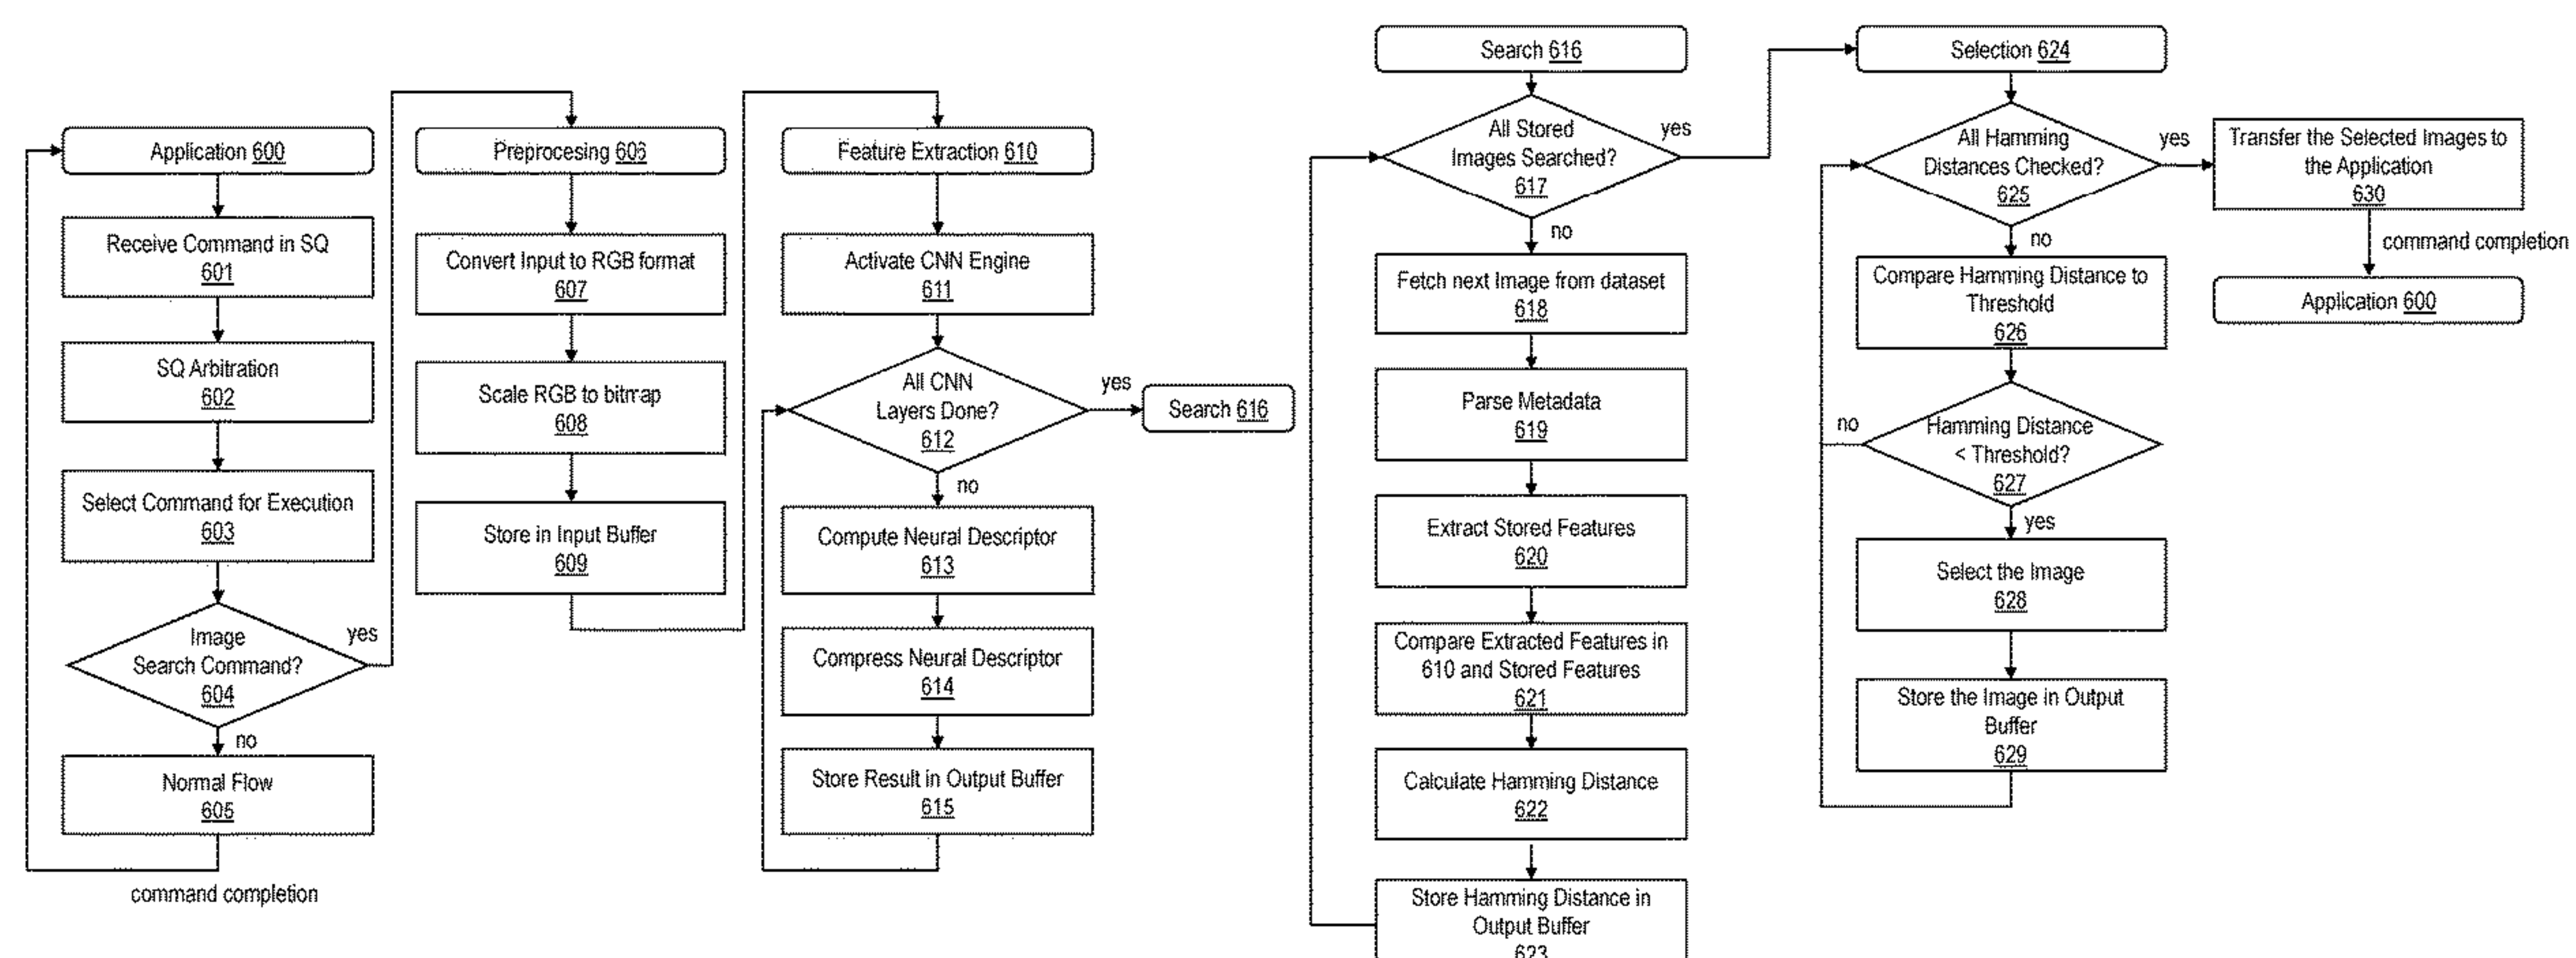 Application 600
Receive Command in SQ
601
SQ Arbitration
602
Select Command for Execution
603
Image
Search Command?
604
yes
no
Normal Flow
605
command completion
Preprocesing 606
Convert Input to RGB format
607
Scale RGB to bitmap
608
Store in Input Buffer
609
Feature Extraction 610
Activate CNN Engine
611
All CNN
Layers Done?
612
yes
Search 616
no
Compute Neural Descriptor
613
Compress Neural Descriptor
614
Store Result in Output Buffer
615
Search 616
All Stored
Images Searched?
617
yes
no
Fetch next Image from dataset
618
Parse Metadata
619
Extract Stored Features
620
Compare Extracted Features in
610 and Stored Features
621
Calculate Hamming Distance
622
Store Hamming Distance in
Output Buffer
623
Selection 624
All Hamming
Distances Checked?
625
yes
no
Compare Hamming Distance to
Threshold
626
Hamming Distance
< Threshold?
627
no
yes
Select the Image
628
Store the Image in Output
Buffer
629
Transfer the Selected Images to
the Application
630
command completion
Application 600